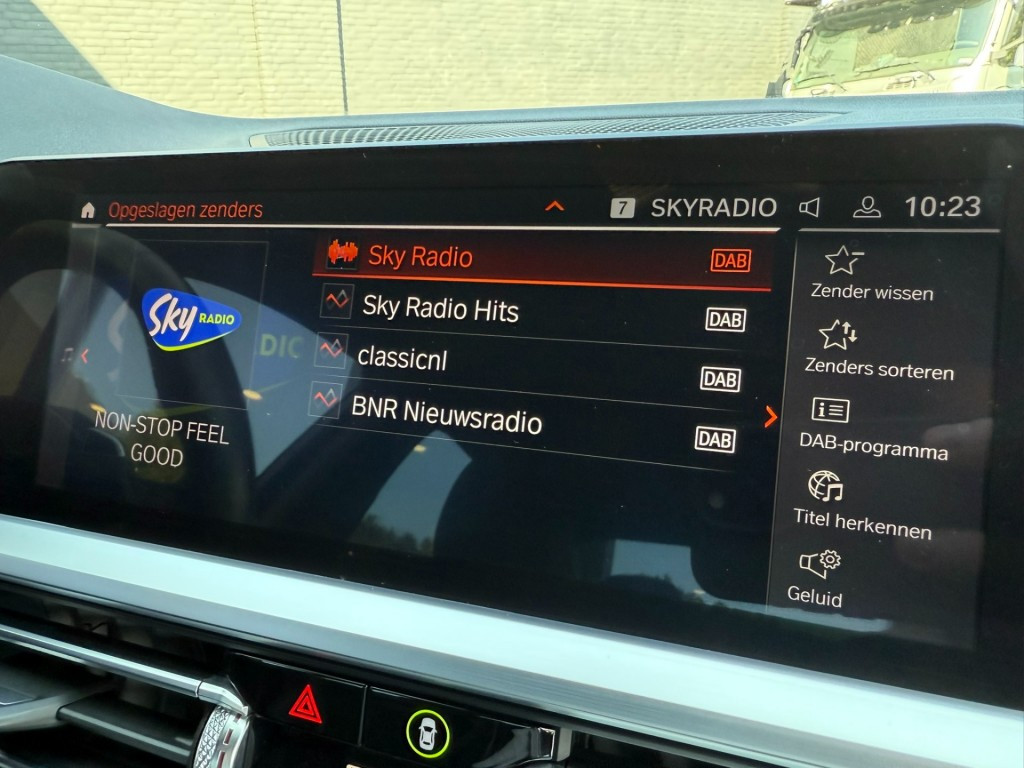 Opgeslagen zenders
7 SKYRADIO 10:23
Sky RADIO
NON-STOP FEEL
GOOD
Sky Radio DAB
Sky Radio Hits DAB
classicnl DAB
BNR Nieuwsradio DAB
Zender wissen
Zenders sorteren
DAB-programma
Titel herkennen
Geluid